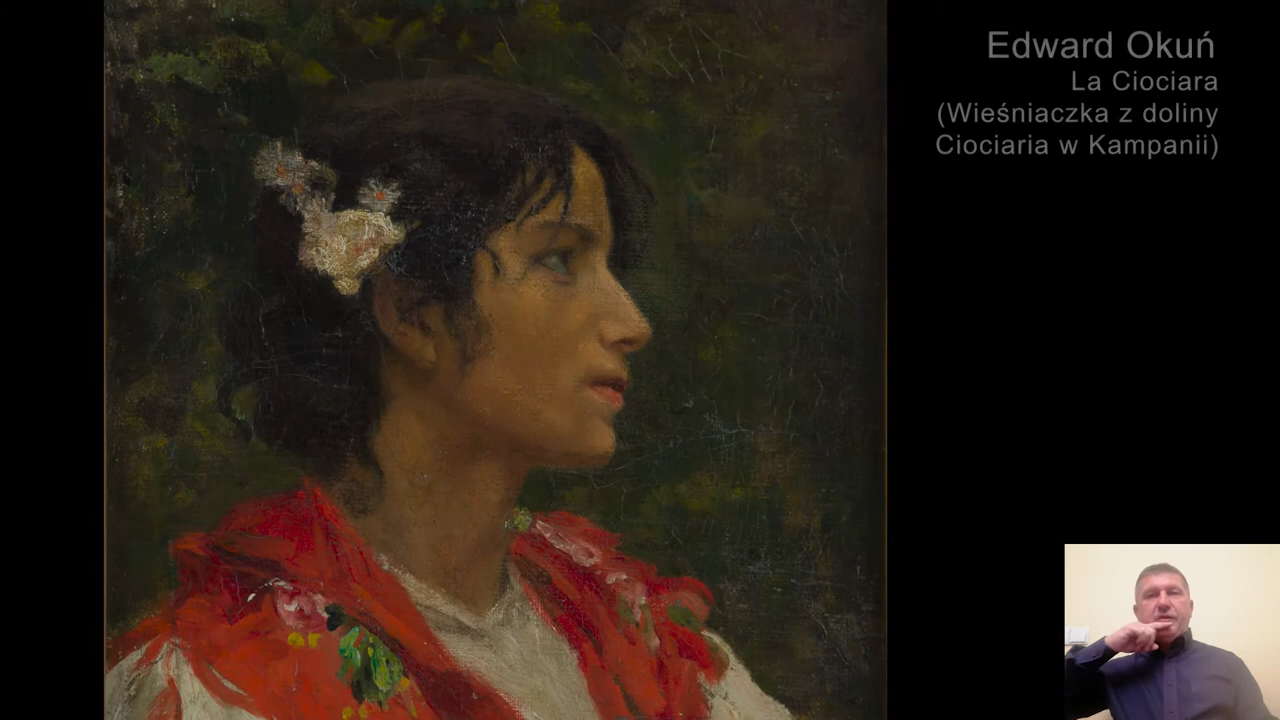 Edward Okuń
La Ciociara
(Wieśniaczka z doliny
Ciociaria w Kampanii)